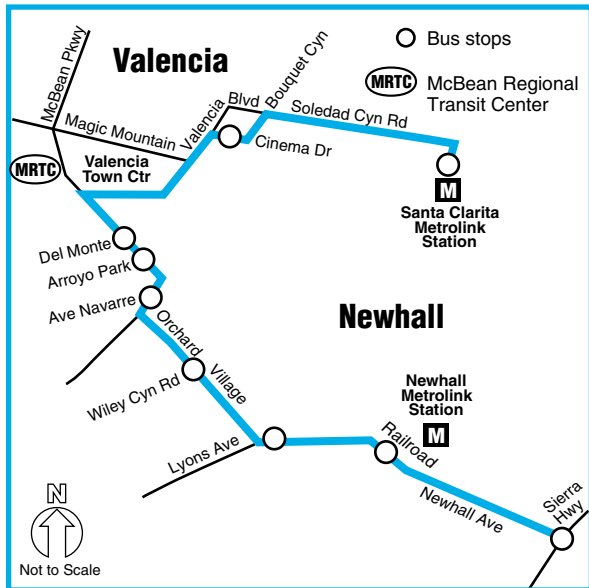 Valencia
Bus stops
MRTC
McBean Regional
Transit Center
McBean Pkwy
Magic Mountain
Valencia
Blvd
Bouquet Cyn
Soledad Cyn Rd
Cinema Dr
MRTC
Valencia
Town Ctr
M
Santa Clarita
Metrolink
Station
Del Monte
Arroyo Park
Ave Navarre
Orchard
Village
Wiley Cyn Rd
Newhall
Newhall
Metrolink
Station
M
Lyons Ave
Railroad
Newhall Ave
Sierra
Hwy
N
Not to Scale